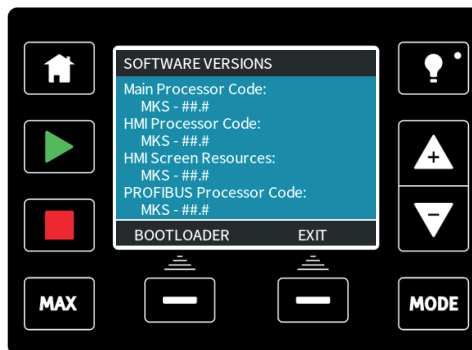 SOFTWARE VERSIONS
Main Processor Code:
MKS - ##.#
HMI Processor Code:
MKS - ##.#
HMI Screen Resources:
MKS - ##.#
PROFIBUS Processor Code:
MKS - ##.#
BOOTLOADER EXIT
+
−
MAX
MODE